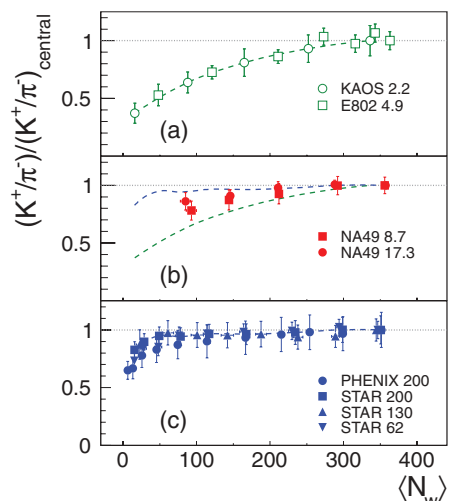 (K⁺/π⁻)/(K⁺/π⁻)central
1
0.5
KAOS 2.2
E802 4.9
(a)
1
0.5
NA49 8.7
NA49 17.3
(b)
1
0.5
0
PHENIX 200
STAR 200
STAR 130
STAR 62
(c)
0 100 200 300 400
⟨Nw⟩